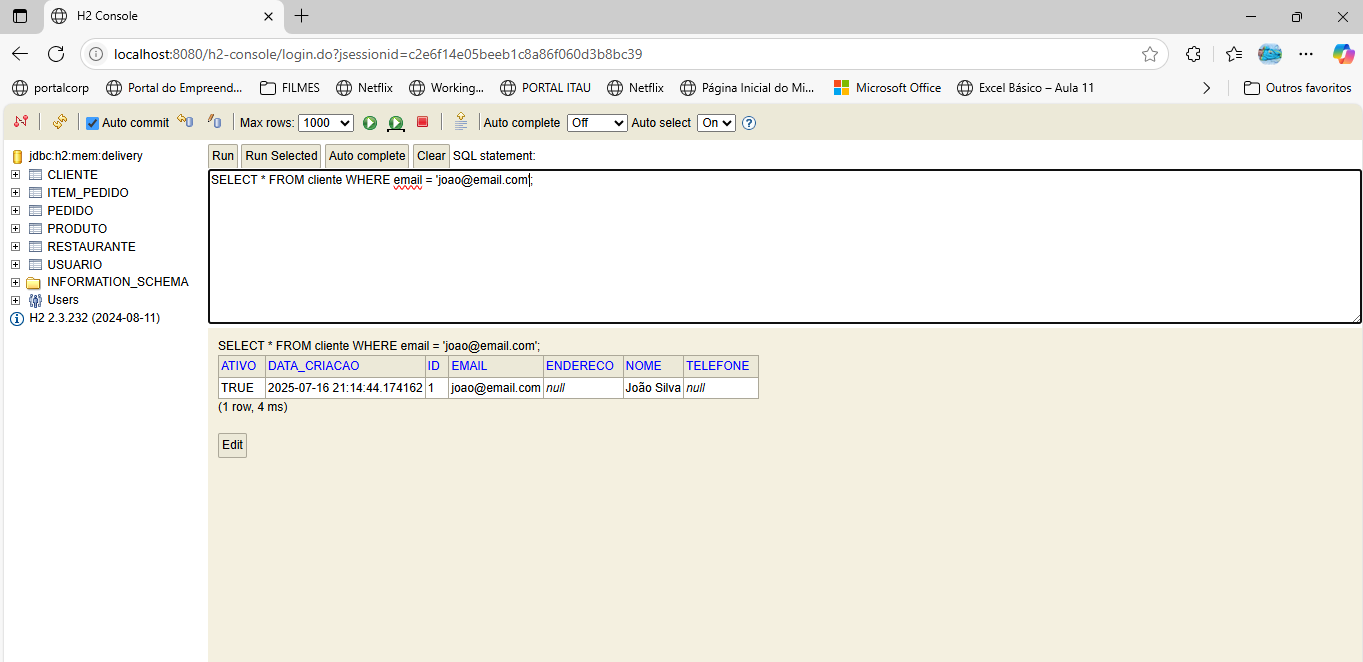 H2 Console
localhost:8080/h2-console/login.do?jsessionid=c2e6f14e05beeb1c8a86f060d3b8bc39
portalcorp Portal do Empreend... FILMES Netflix Working... PORTAL ITAU Netflix Página Inicial do Mi... Microsoft Office Excel Básico – Aula 11 Outros favoritos
Auto commit Max rows: 1000 Auto complete Off Auto select On
jdbc:h2:mem:delivery
CLIENTE
ITEM_PEDIDO
PEDIDO
PRODUTO
RESTAURANTE
USUARIO
INFORMATION_SCHEMA
Users
H2 2.3.232 (2024-08-11)
Run Run Selected Auto complete Clear SQL statement:
SELECT * FROM cliente WHERE email = 'joao@email.com';
SELECT * FROM cliente WHERE email = 'joao@email.com';
ATIVO DATA_CRIACAO ID EMAIL ENDERECO NOME TELEFONE
TRUE 2025-07-16 21:14:44.174162 1 joao@email.com null João Silva null
(1 row, 4 ms)
Edit